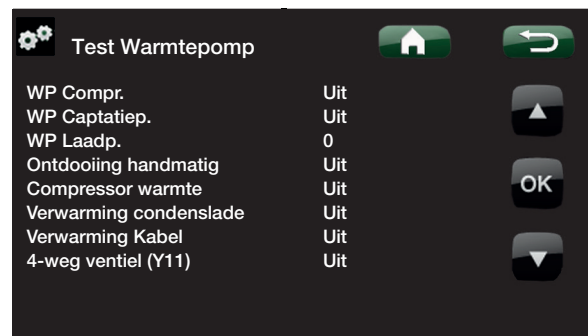 Test Warmtepomp
WP Compr. Uit
WP Captatiep. Uit
WP Laadp. 0
Ontdooiing handmatig Uit
Compressor warmte Uit
OK
Verwarming condenslade Uit
Verwarming Kabel Uit
4-weg ventiel (Y11) Uit